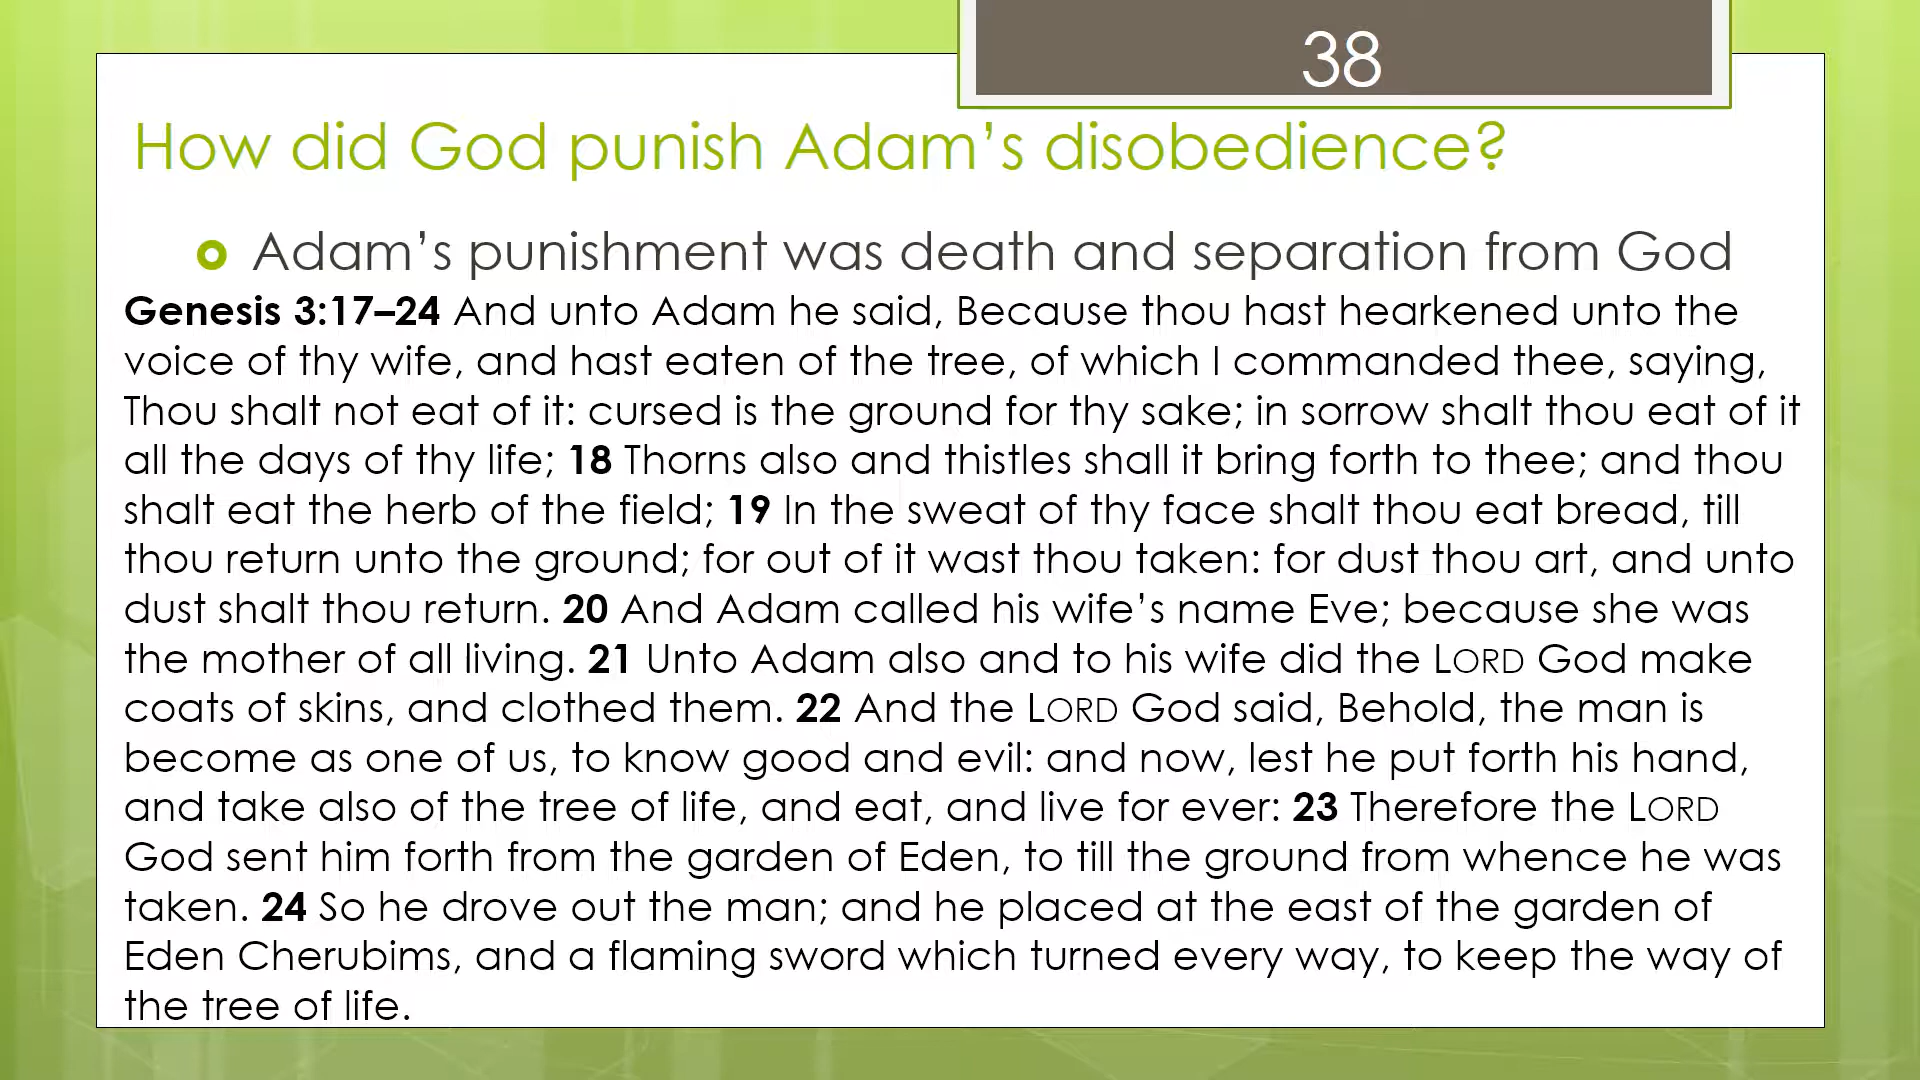 38
How did God punish Adam’s disobedience?
Adam’s punishment was death and separation from God
Genesis 3:17–24 And unto Adam he said, Because thou hast hearkened unto the
voice of thy wife, and hast eaten of the tree, of which I commanded thee, saying,
Thou shalt not eat of it: cursed is the ground for thy sake; in sorrow shalt thou eat of it
all the days of thy life; 18 Thorns also and thistles shall it bring forth to thee; and thou
shalt eat the herb of the field; 19 In the sweat of thy face shalt thou eat bread, till
thou return unto the ground; for out of it wast thou taken: for dust thou art, and unto
dust shalt thou return. 20 And Adam called his wife’s name Eve; because she was
the mother of all living. 21 Unto Adam also and to his wife did the LORD God make
coats of skins, and clothed them. 22 And the LORD God said, Behold, the man is
become as one of us, to know good and evil: and now, lest he put forth his hand,
and take also of the tree of life, and eat, and live for ever: 23 Therefore the LORD
God sent him forth from the garden of Eden, to till the ground from whence he was
taken. 24 So he drove out the man; and he placed at the east of the garden of
Eden Cherubims, and a flaming sword which turned every way, to keep the way of
the tree of life.